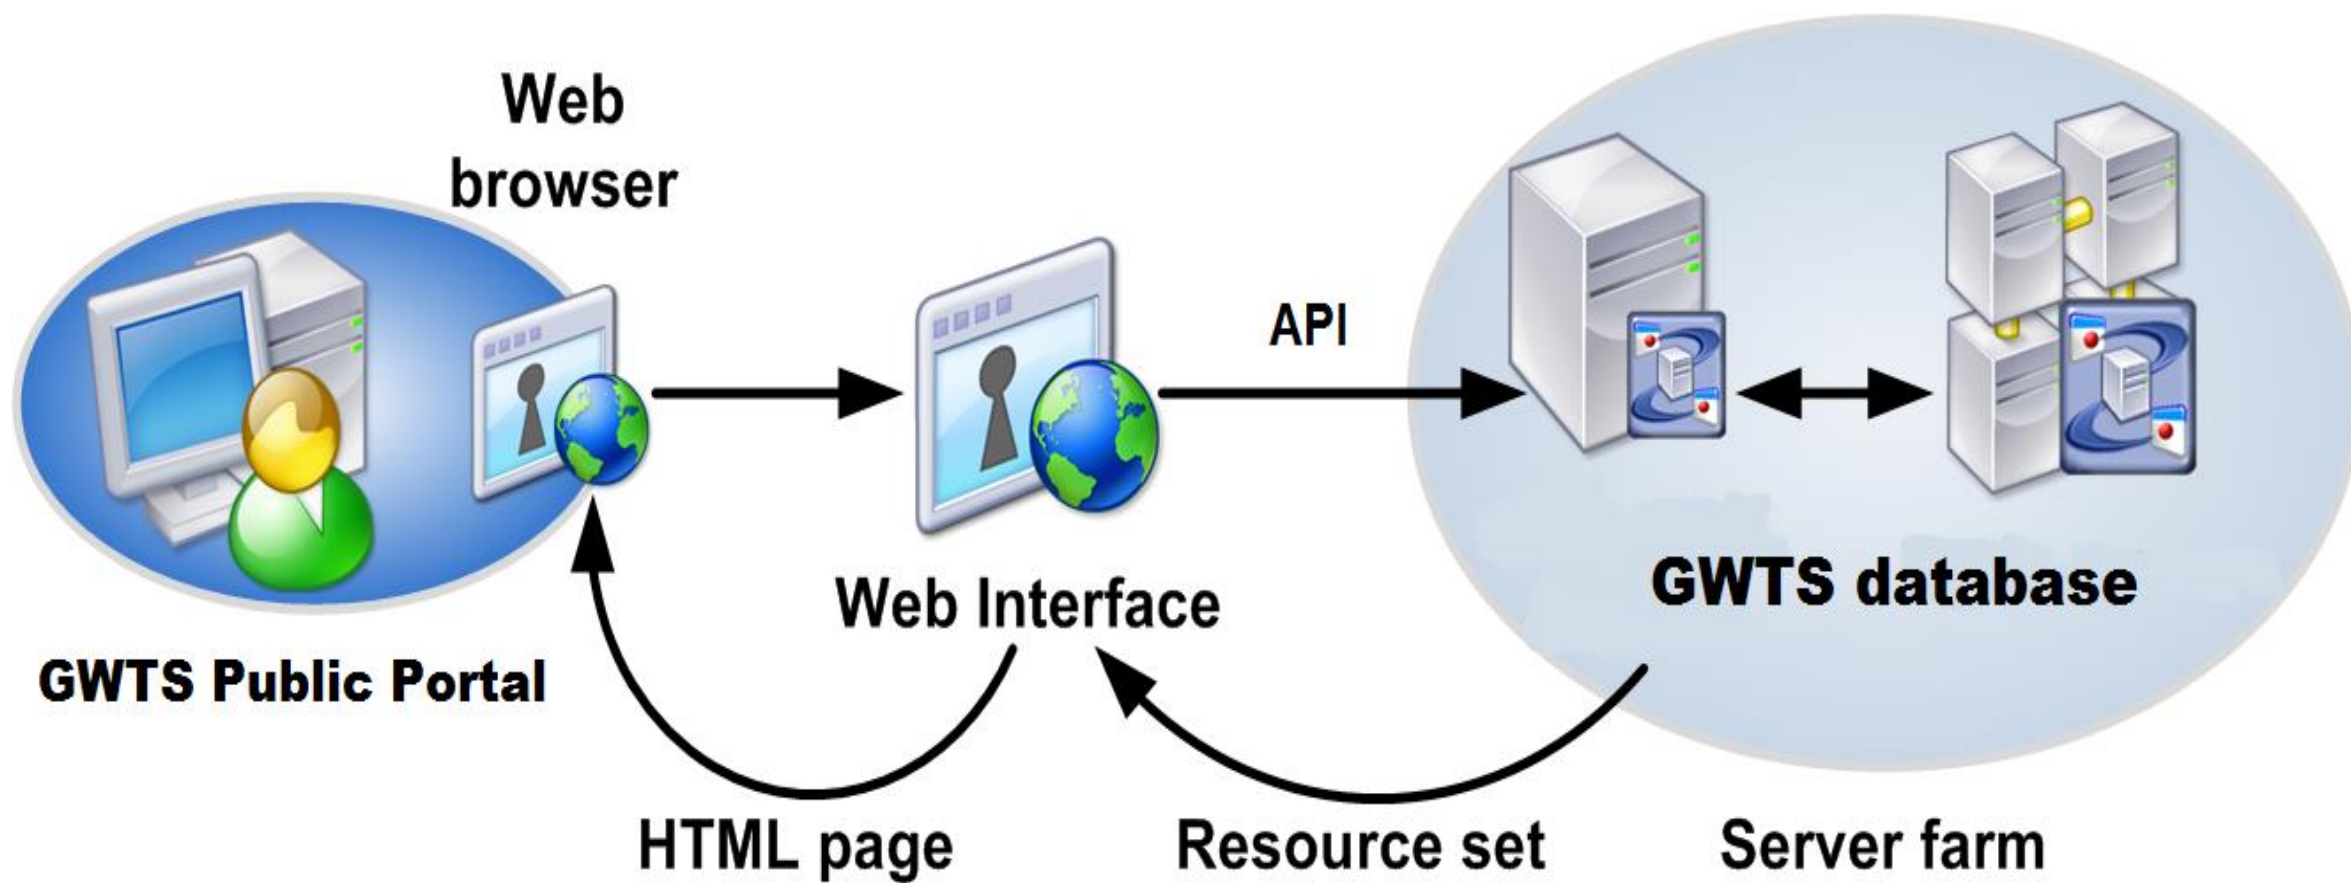 Web
browser
API
Web Interface
GWTS database
GWTS Public Portal
HTML page
Resource set
Server farm